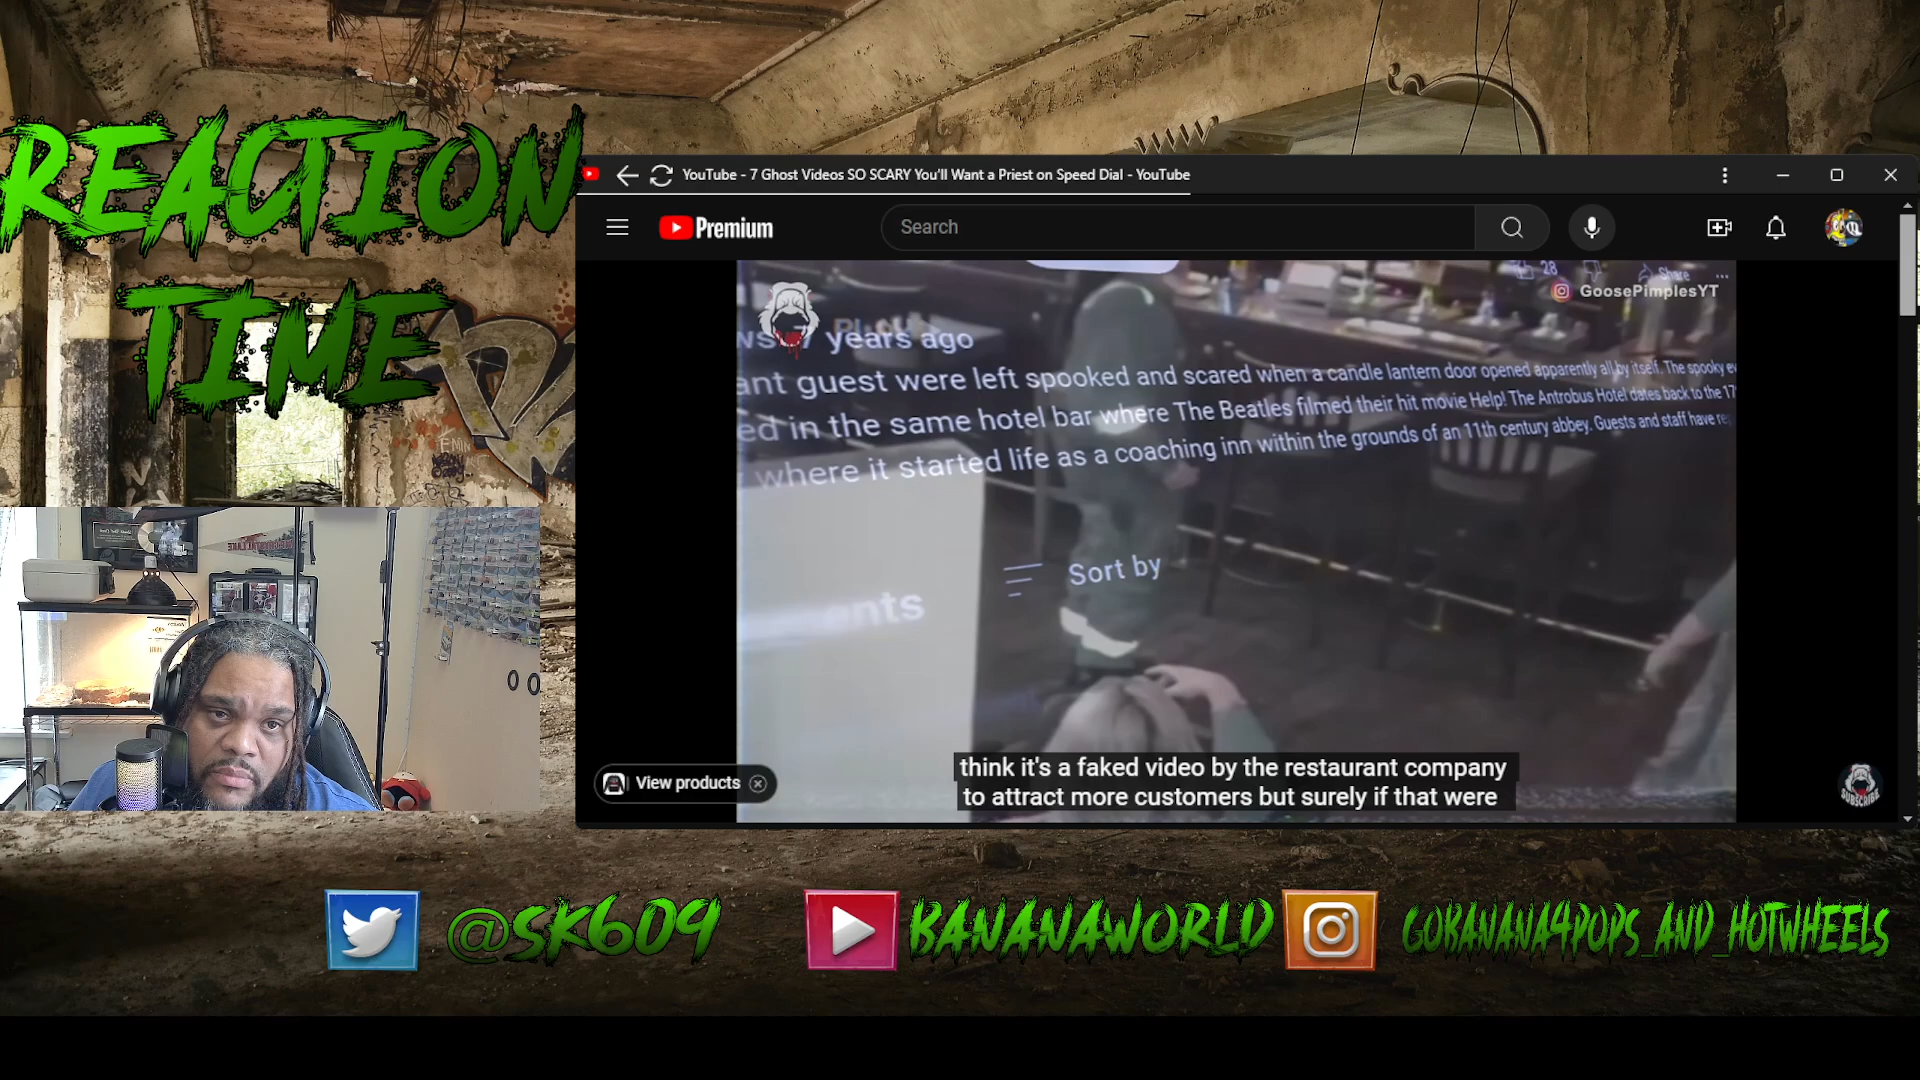 REACTION
TIME
YouTube - 7 Ghost Videos SO SCARY You'll Want a Priest on Speed Dial - YouTube
Premium
Search
28
Share
GoosePimplesYT
7 years ago
ant guest were left spooked and scared when a candle lantern door opened apparently all by itself. The spooky
ed in the same hotel bar where The Beatles filmed their hit movie Help! The Antrobus Hotel dates back to the
where it started life as a coaching inn within the grounds of an 11th century abbey. Guests and staff have
Sort by
ents
think it's a faked video by the restaurant company
to attract more customers but surely if that were
View products
SUBSCRIBE
@SK609
BANANAWORLD
GOBANANA4POPS_AND_HOTWHEELS